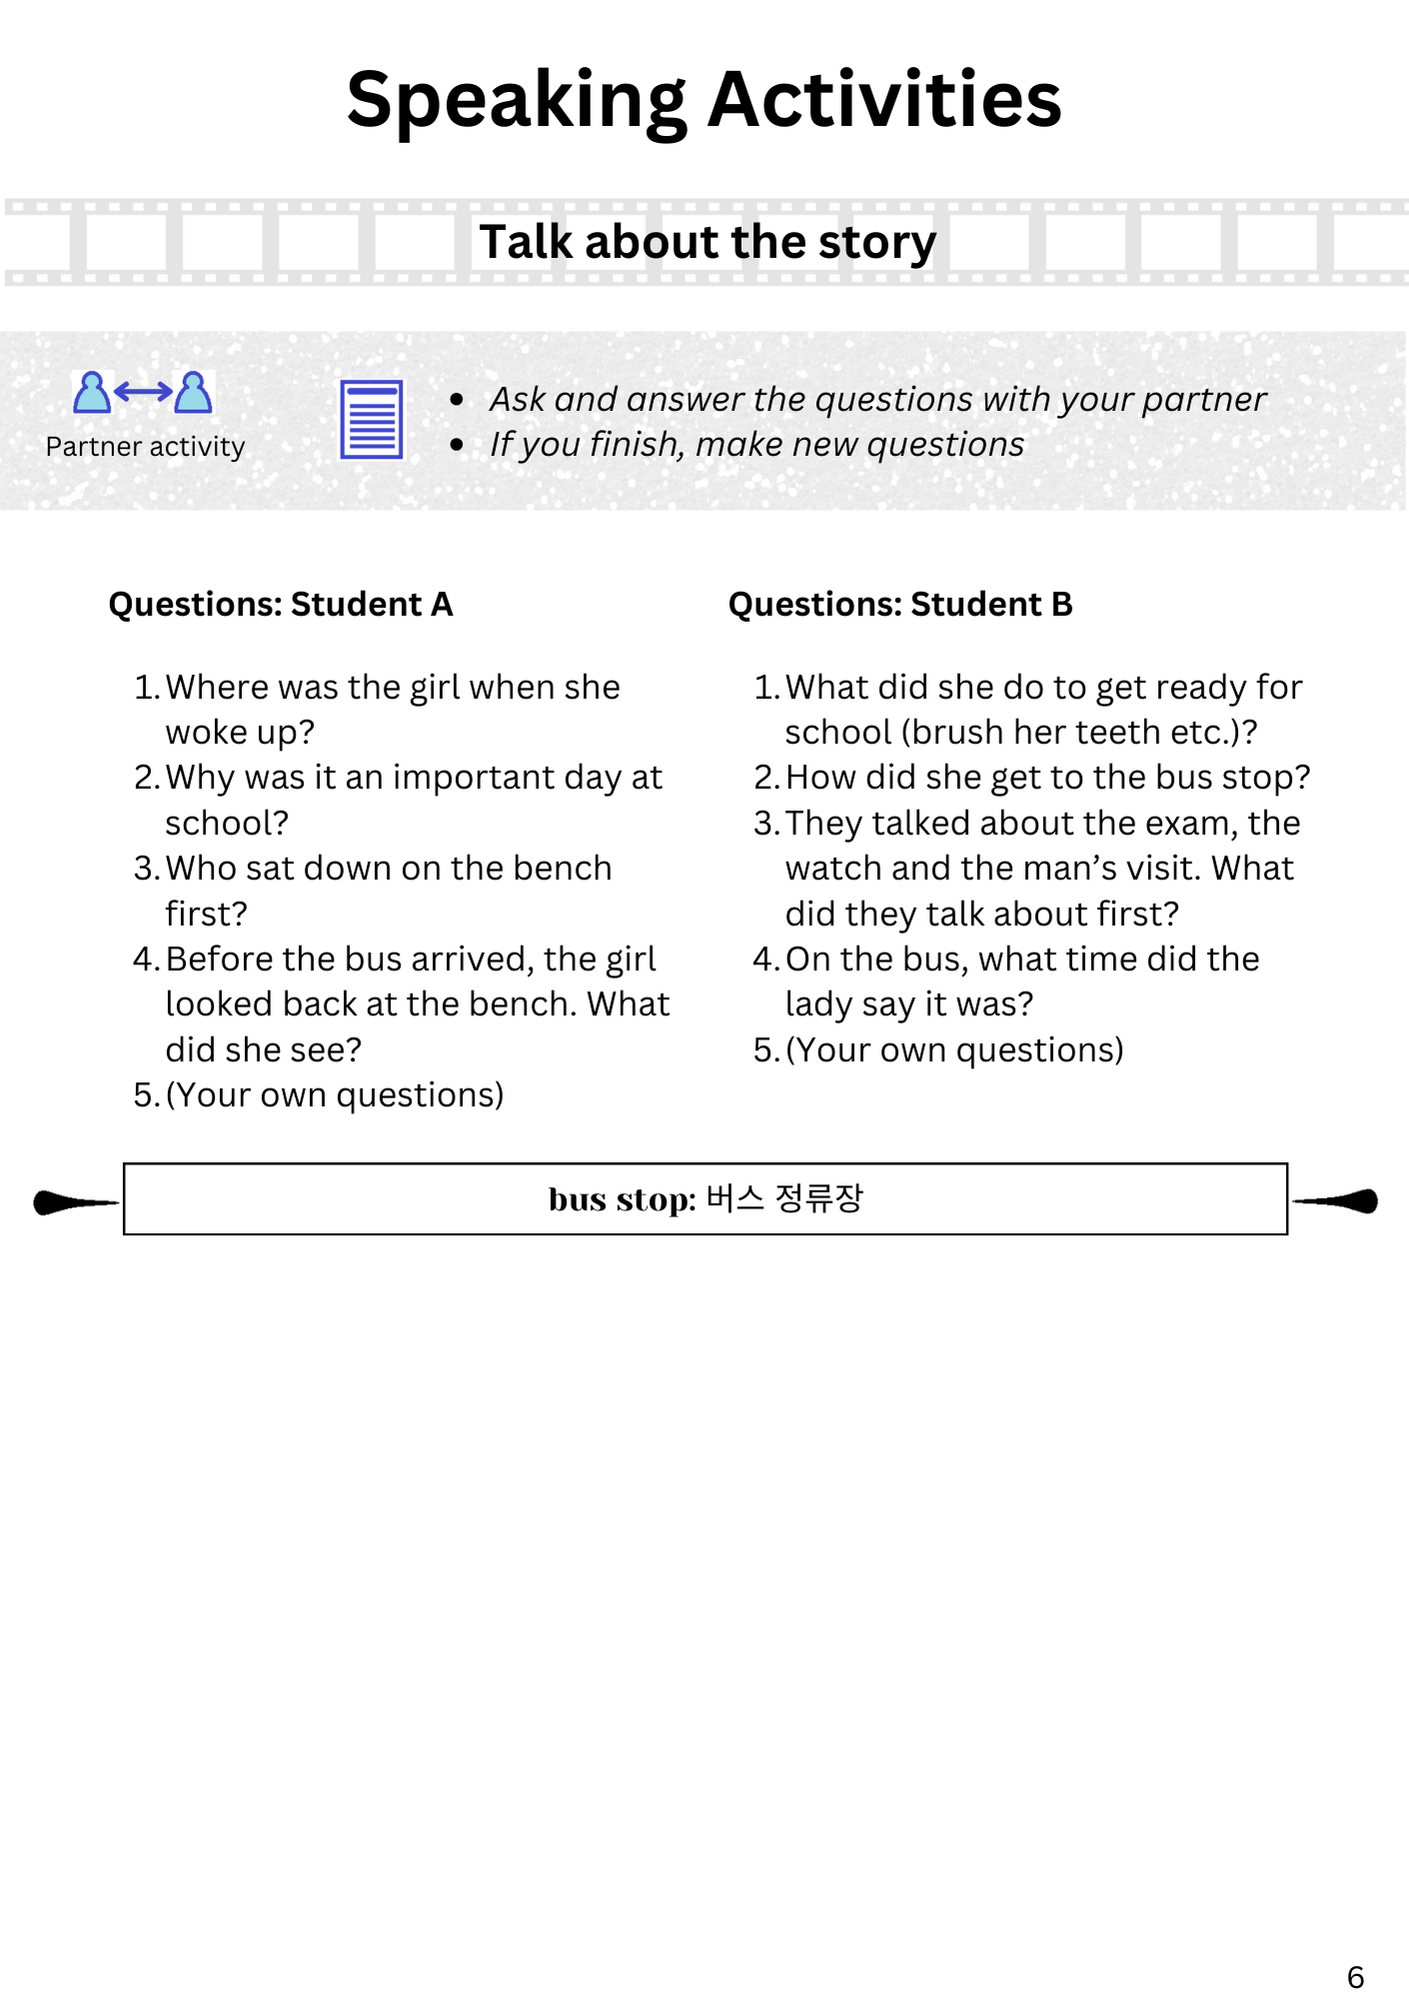 Speaking Activities
Talk about the story
Partner activity
• Ask and answer the questions with your partner
• If you finish, make new questions
Questions: Student A
1. Where was the girl when she
woke up?
2. Why was it an important day at
school?
3. Who sat down on the bench
first?
4. Before the bus arrived, the girl
looked back at the bench. What
did she see?
5. (Your own questions)
Questions: Student B
1. What did she do to get ready for
school (brush her teeth etc.)?
2. How did she get to the bus stop?
3. They talked about the exam, the
watch and the man’s visit. What
did they talk about first?
4. On the bus, what time did the
lady say it was?
5. (Your own questions)
bus stop: 버스 정류장
6